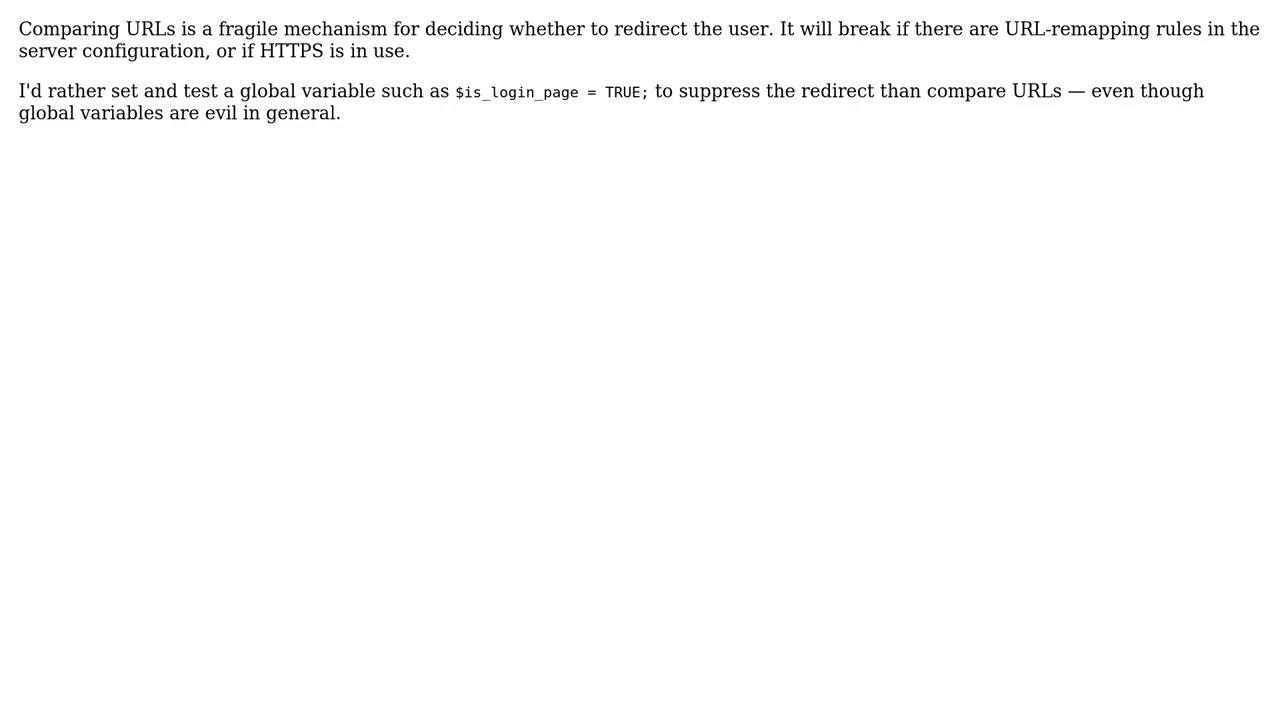 Comparing URLs is a fragile mechanism for deciding whether to redirect the user. It will break if there are URL-remapping rules in the
server configuration, or if HTTPS is in use.
I'd rather set and test a global variable such as $is_login_page = TRUE; to suppress the redirect than compare URLs — even though
global variables are evil in general.